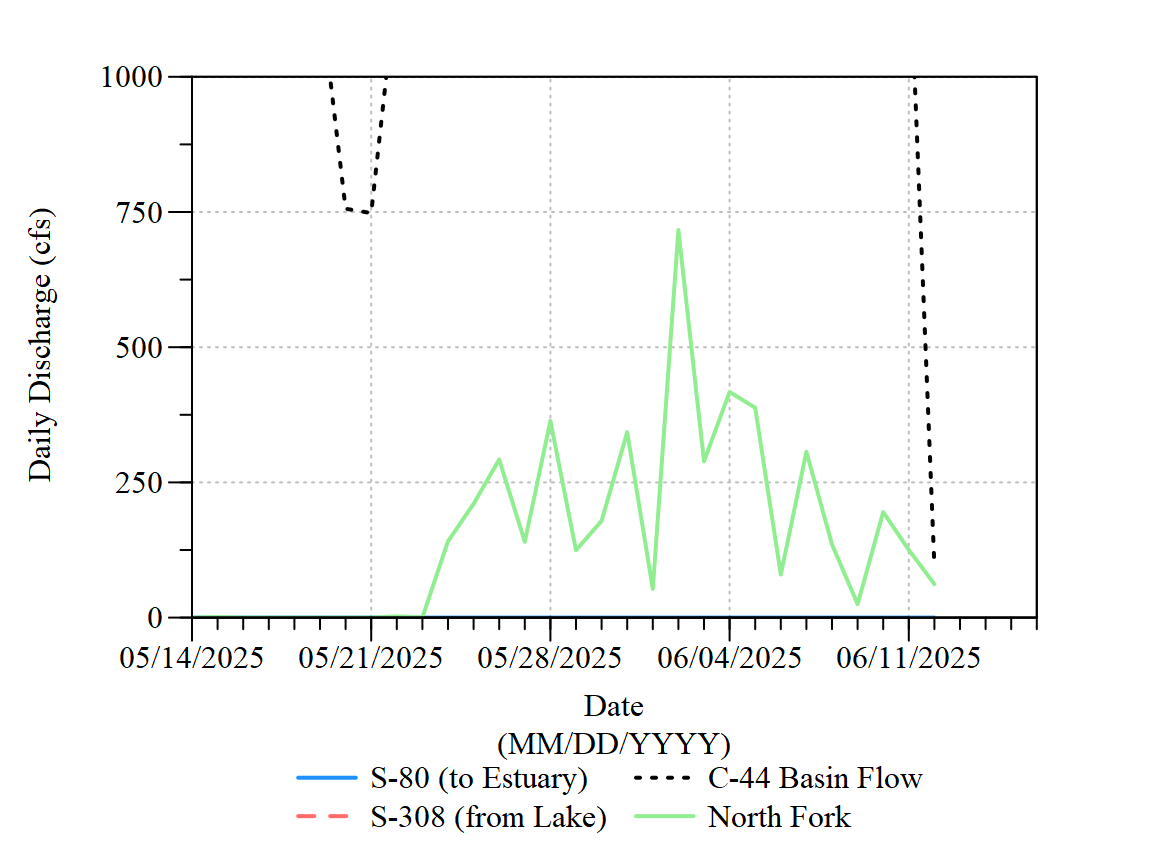 1000
750
500
250
0
Daily Discharge (cfs)
05/14/2025 05/21/2025 05/28/2025 06/04/2025 06/11/2025
Date
(MM/DD/YYYY)
S-80 (to Estuary) C-44 Basin Flow
S-308 (from Lake) North Fork